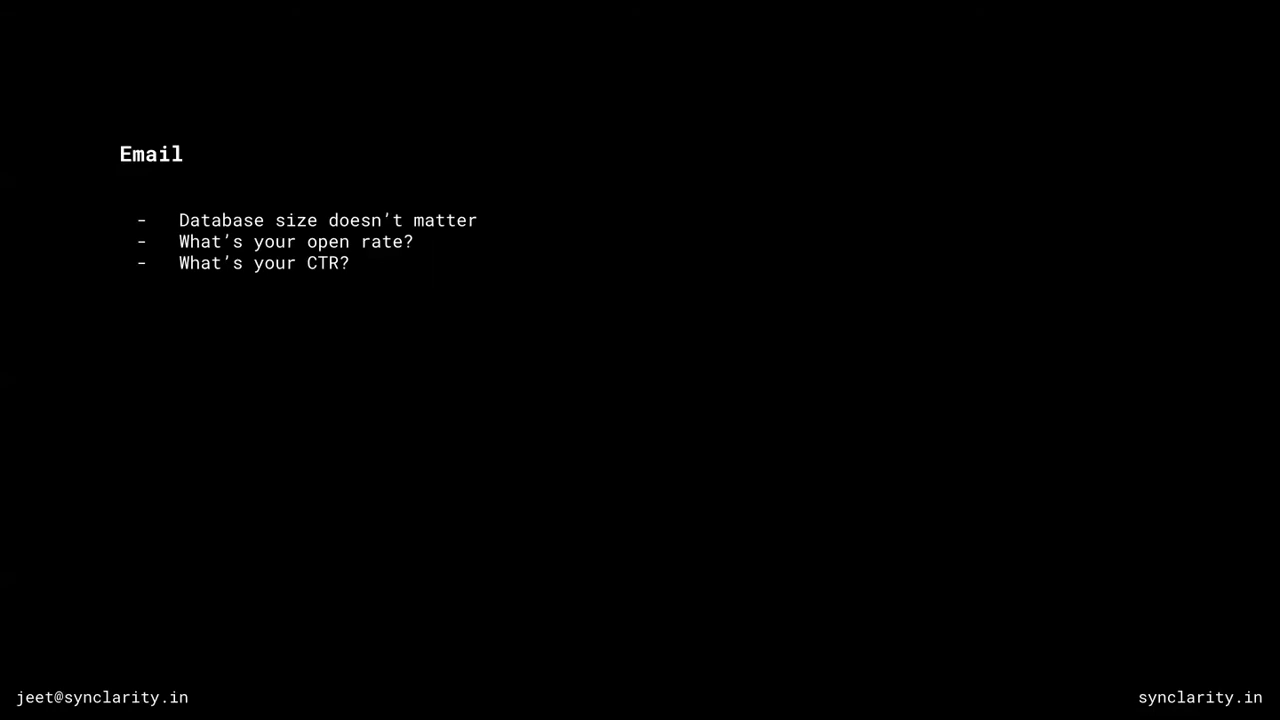 Email
- Database size doesn’t matter
- What’s your open rate?
- What’s your CTR?
jeet@synclarity.in
synclarity.in